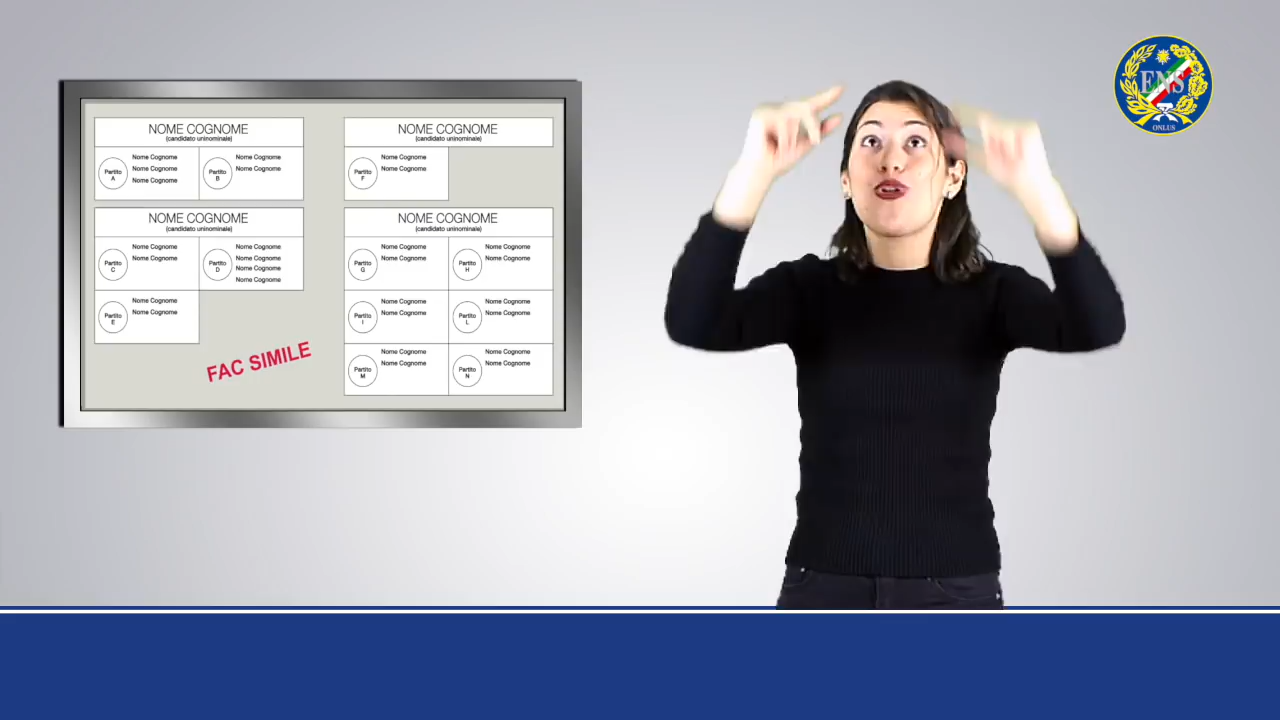 NOME COGNOME
(candidato uninominale)
Partito
A
Nome Cognome
Nome Cognome
Nome Cognome
Partito
B
Nome Cognome
Nome Cognome
NOME COGNOME
(candidato uninominale)
Partito
C
Nome Cognome
Nome Cognome
Partito
D
Nome Cognome
Nome Cognome
Nome Cognome
Nome Cognome
Partito
E
Nome Cognome
Nome Cognome
FAC SIMILE
NOME COGNOME
(candidato uninominale)
Partito
F
Nome Cognome
Nome Cognome
NOME COGNOME
(candidato uninominale)
Partito
G
Nome Cognome
Nome Cognome
Partito
H
Nome Cognome
Nome Cognome
Partito
I
Nome Cognome
Nome Cognome
Partito
L
Nome Cognome
Nome Cognome
Partito
M
Nome Cognome
Nome Cognome
Partito
N
Nome Cognome
Nome Cognome
ENS
ONLUS